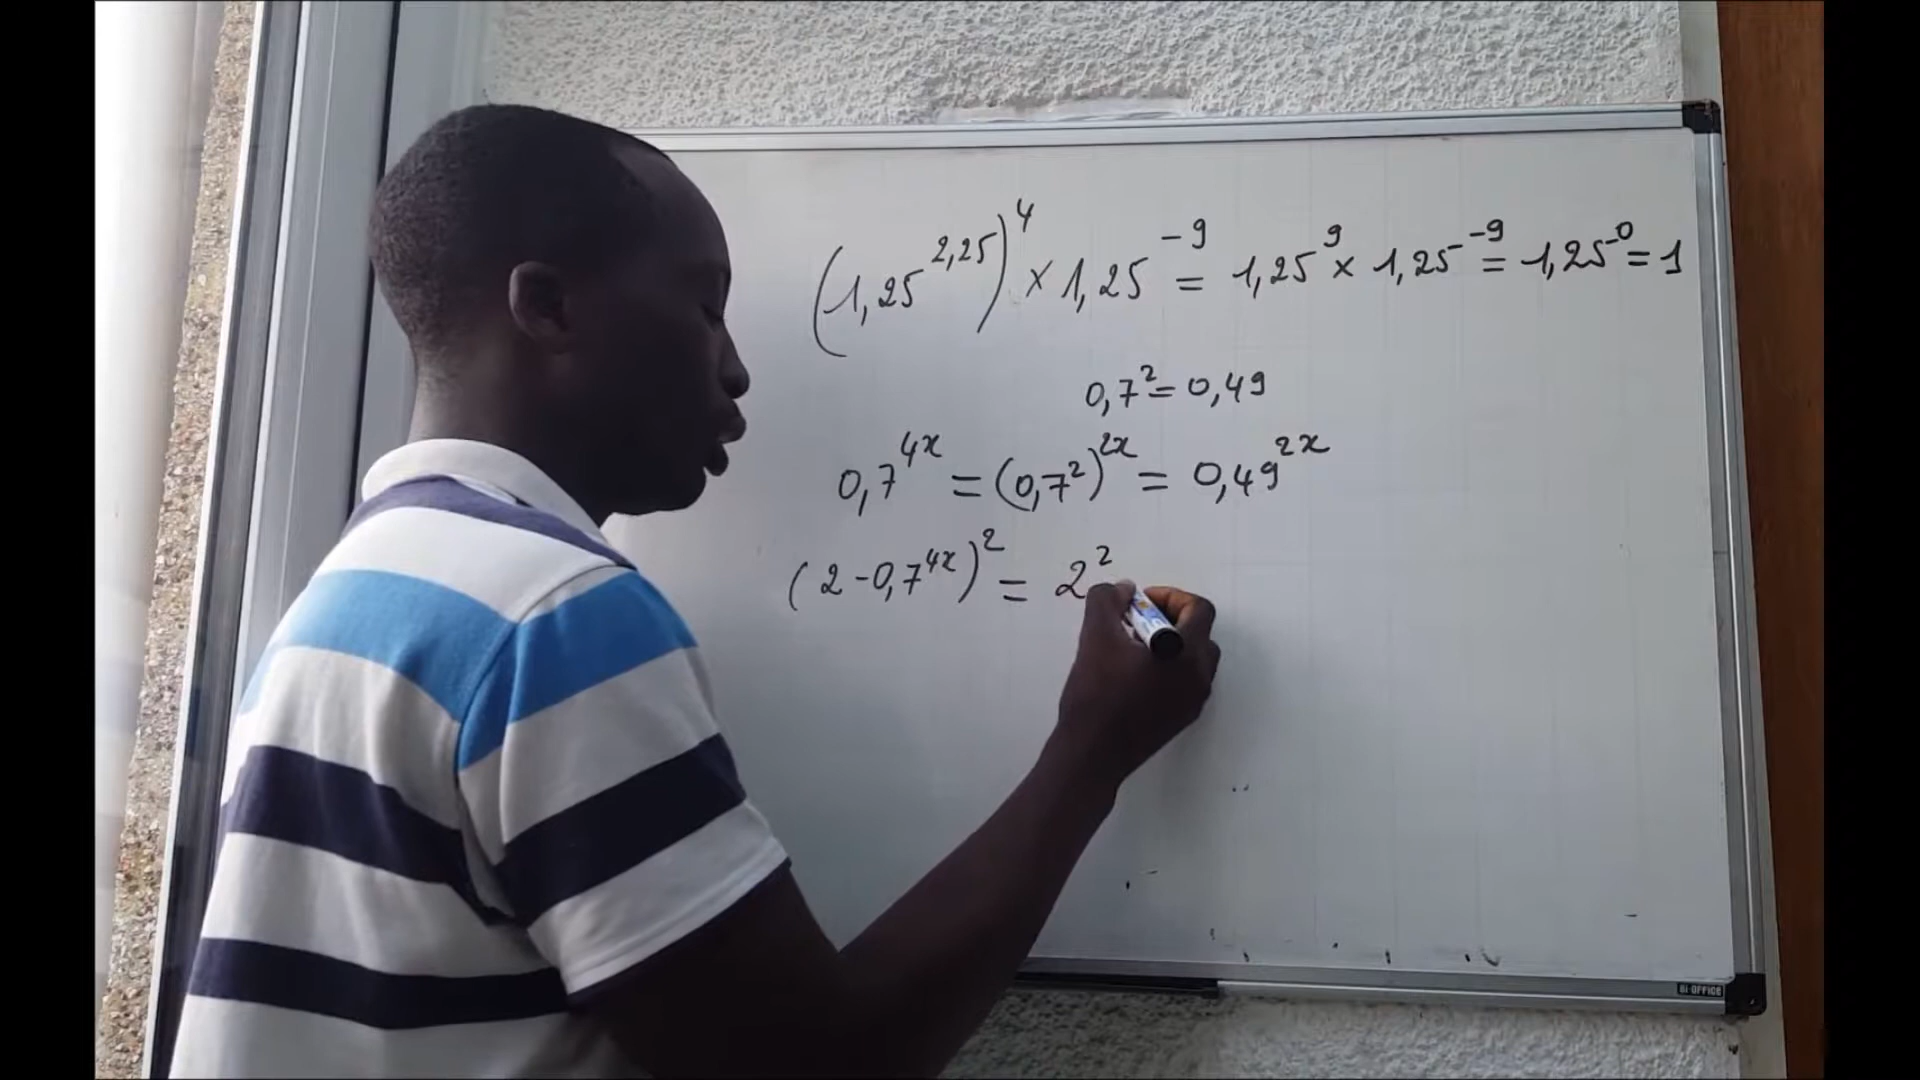 (1,25^2,25)^4 × 1,25^-9 = 1,25^9 × 1,25^-9 = 1,25^-0 = 1
0,7^2 = 0,49
0,7^4x = (0,7^2)^2x = 0,49^2x
(2 - 0,7^4x)^2 = 2^2
BI-OFFICE